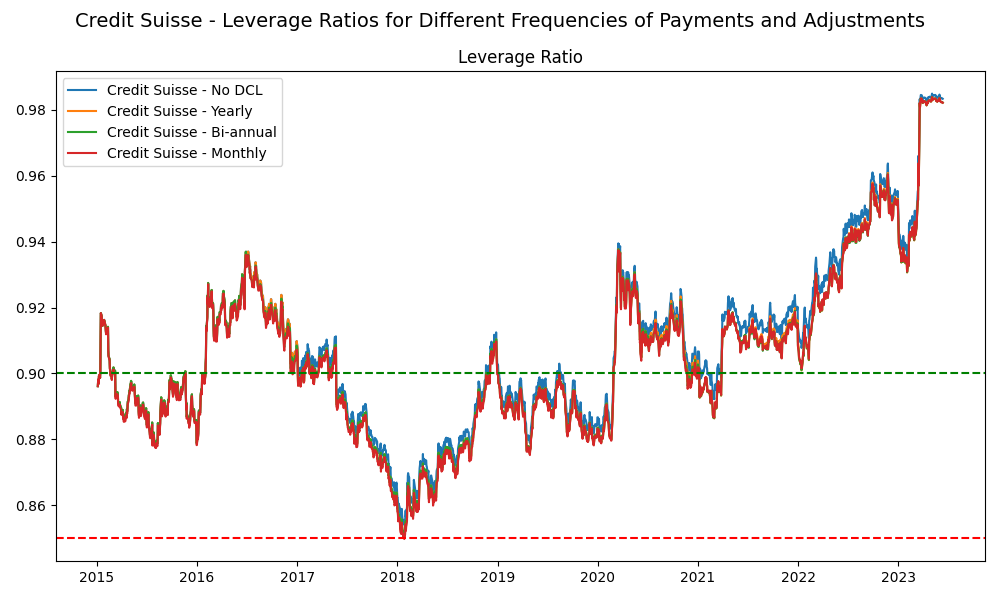 Credit Suisse - Leverage Ratios for Different Frequencies of Payments and Adjustments
Leverage Ratio
Credit Suisse - No DCL
Credit Suisse - Yearly
Credit Suisse - Bi-annual
Credit Suisse - Monthly
0.98
0.96
0.94
0.92
0.90
0.88
0.86
2015 2016 2017 2018 2019 2020 2021 2022 2023